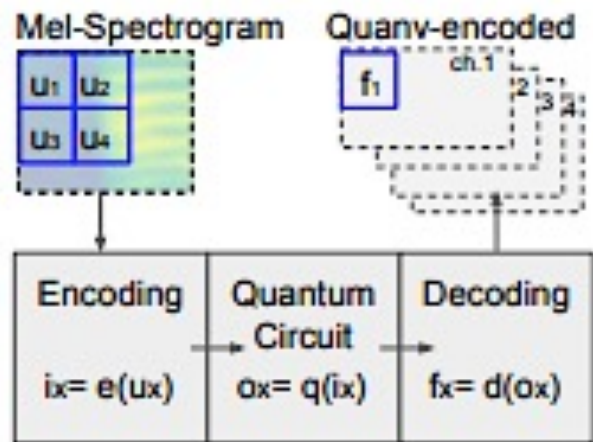 Mel-Spectrogram Quanv-encoded
u1 u2
u3 u4
f1
ch.1
2
3
4
Encoding
ix= e(ux)
Quantum
Circuit
ox= q(ix)
Decoding
fx= d(ox)